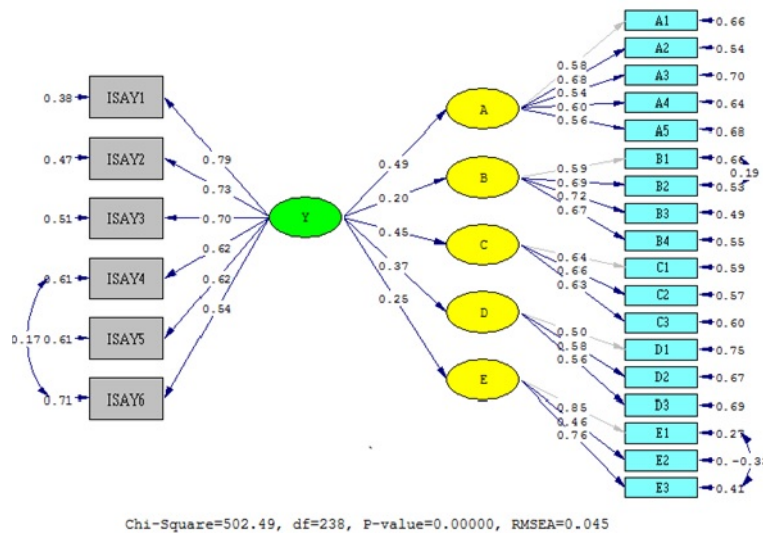 A1 0.66
A2 0.54
A3 0.70
A4 0.64
A5 0.68
0.58
0.68
0.54
0.60
0.56
A
0.38 ISAY1
0.47 ISAY2
0.51 ISAY3
0.61 ISAY4
0.61 ISAY5
0.71 ISAY6
0.17
0.79
0.73
0.70
0.62
0.62
0.54
Y
0.49
0.20
0.45
0.37
0.25
B
0.59
0.69
0.72
0.67
B1 0.66
B2 0.53
B3 0.49
B4 0.55
0.19
C
0.64
0.66
0.63
C1 0.59
C2 0.57
C3 0.60
D
0.50
0.58
0.56
D1 0.75
D2 0.67
D3 0.69
E
0.85
0.46
0.76
E1 0.27
E2
E3 0.41
Chi-Square=502.49, df=238, P-value=0.00000, RMSEA=0.045